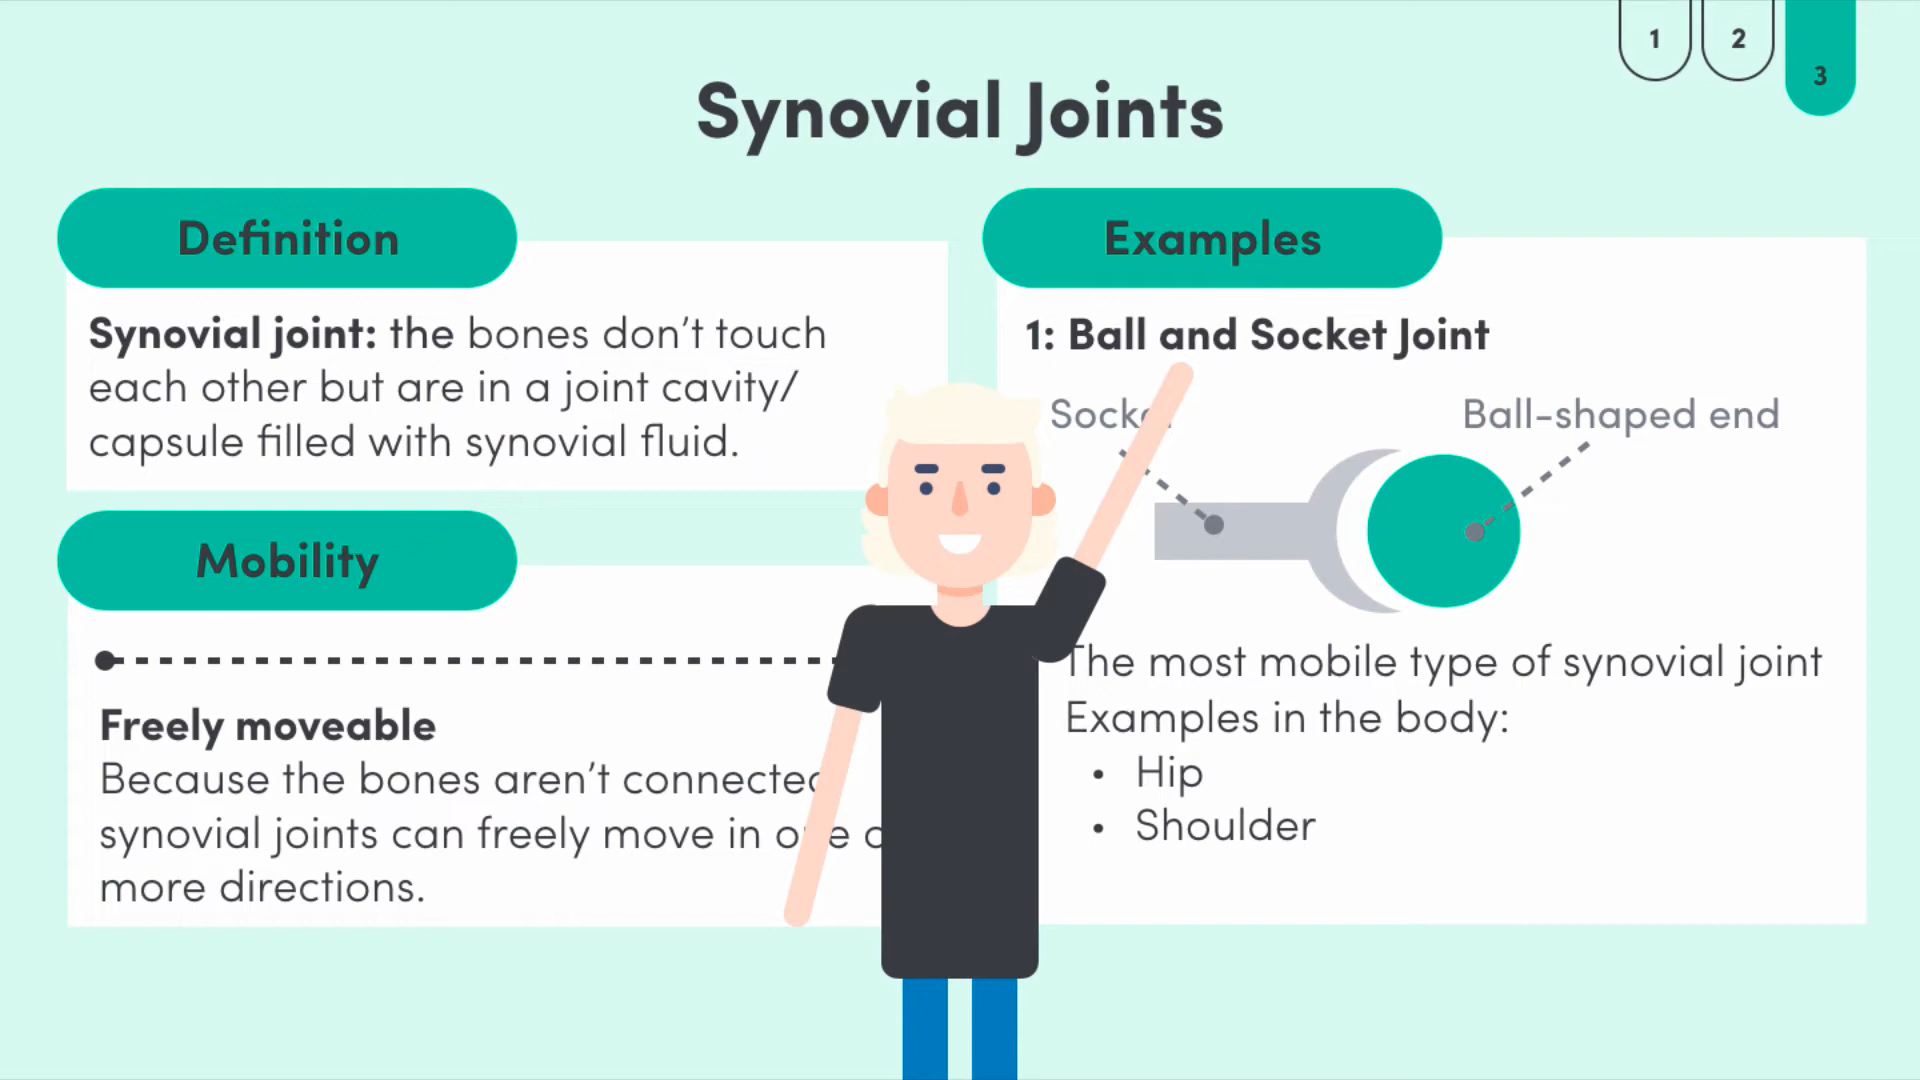 1 2 3
Synovial Joints
Definition
Synovial joint: the bones don't touch
each other but are in a joint cavity/
capsule filled with synovial fluid.
Mobility
Freely moveable
Because the bones aren't connected
synovial joints can freely move in one
more directions.
Examples
1: Ball and Socket Joint
Ball-shaped end
The most mobile type of synovial joint
Examples in the body:
• Hip
• Shoulder